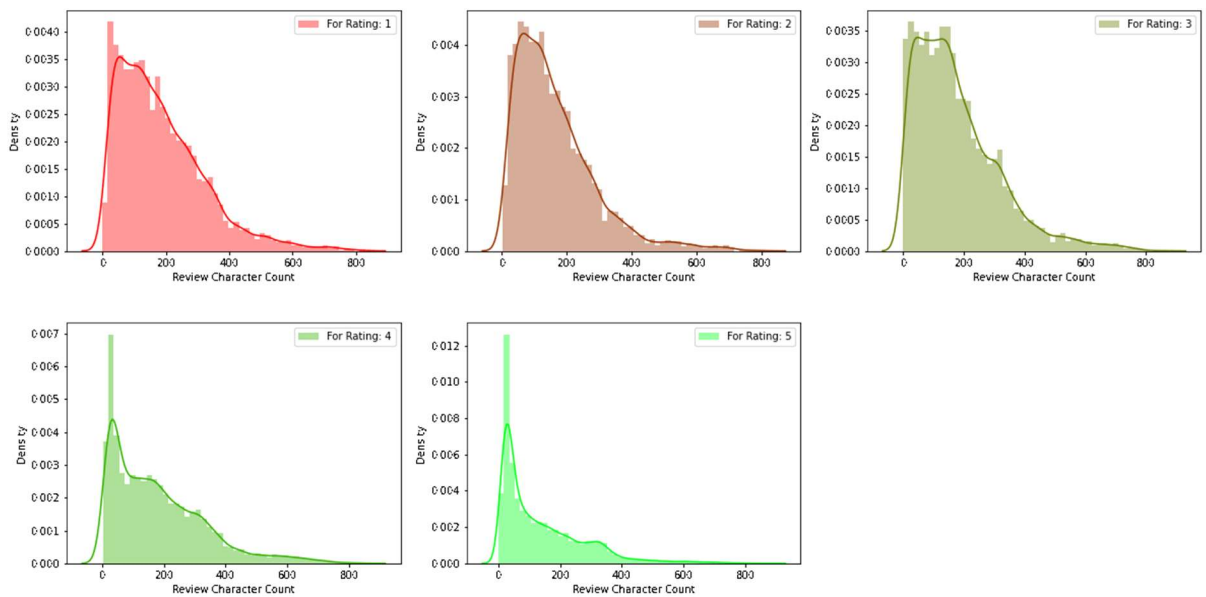 For Rating: 1
0.0040
0.0035
0.0030
0.0025
0.0020
0.0015
0.0010
0.0005
0.0000
Density
0 200 400 600 800
Review Character Count
For Rating: 2
0.004
0.003
0.002
0.001
0.000
Density
0 200 400 600 800
Review Character Count
For Rating: 3
0.0035
0.0030
0.0025
0.0020
0.0015
0.0010
0.0005
0.0000
Density
0 200 400 600 800
Review Character Count
For Rating: 4
0.007
0.006
0.005
0.004
0.003
0.002
0.001
0.000
Density
0 200 400 600 800
Review Character Count
For Rating: 5
0.012
0.010
0.008
0.006
0.004
0.002
0.000
Density
0 200 400 600 800
Review Character Count